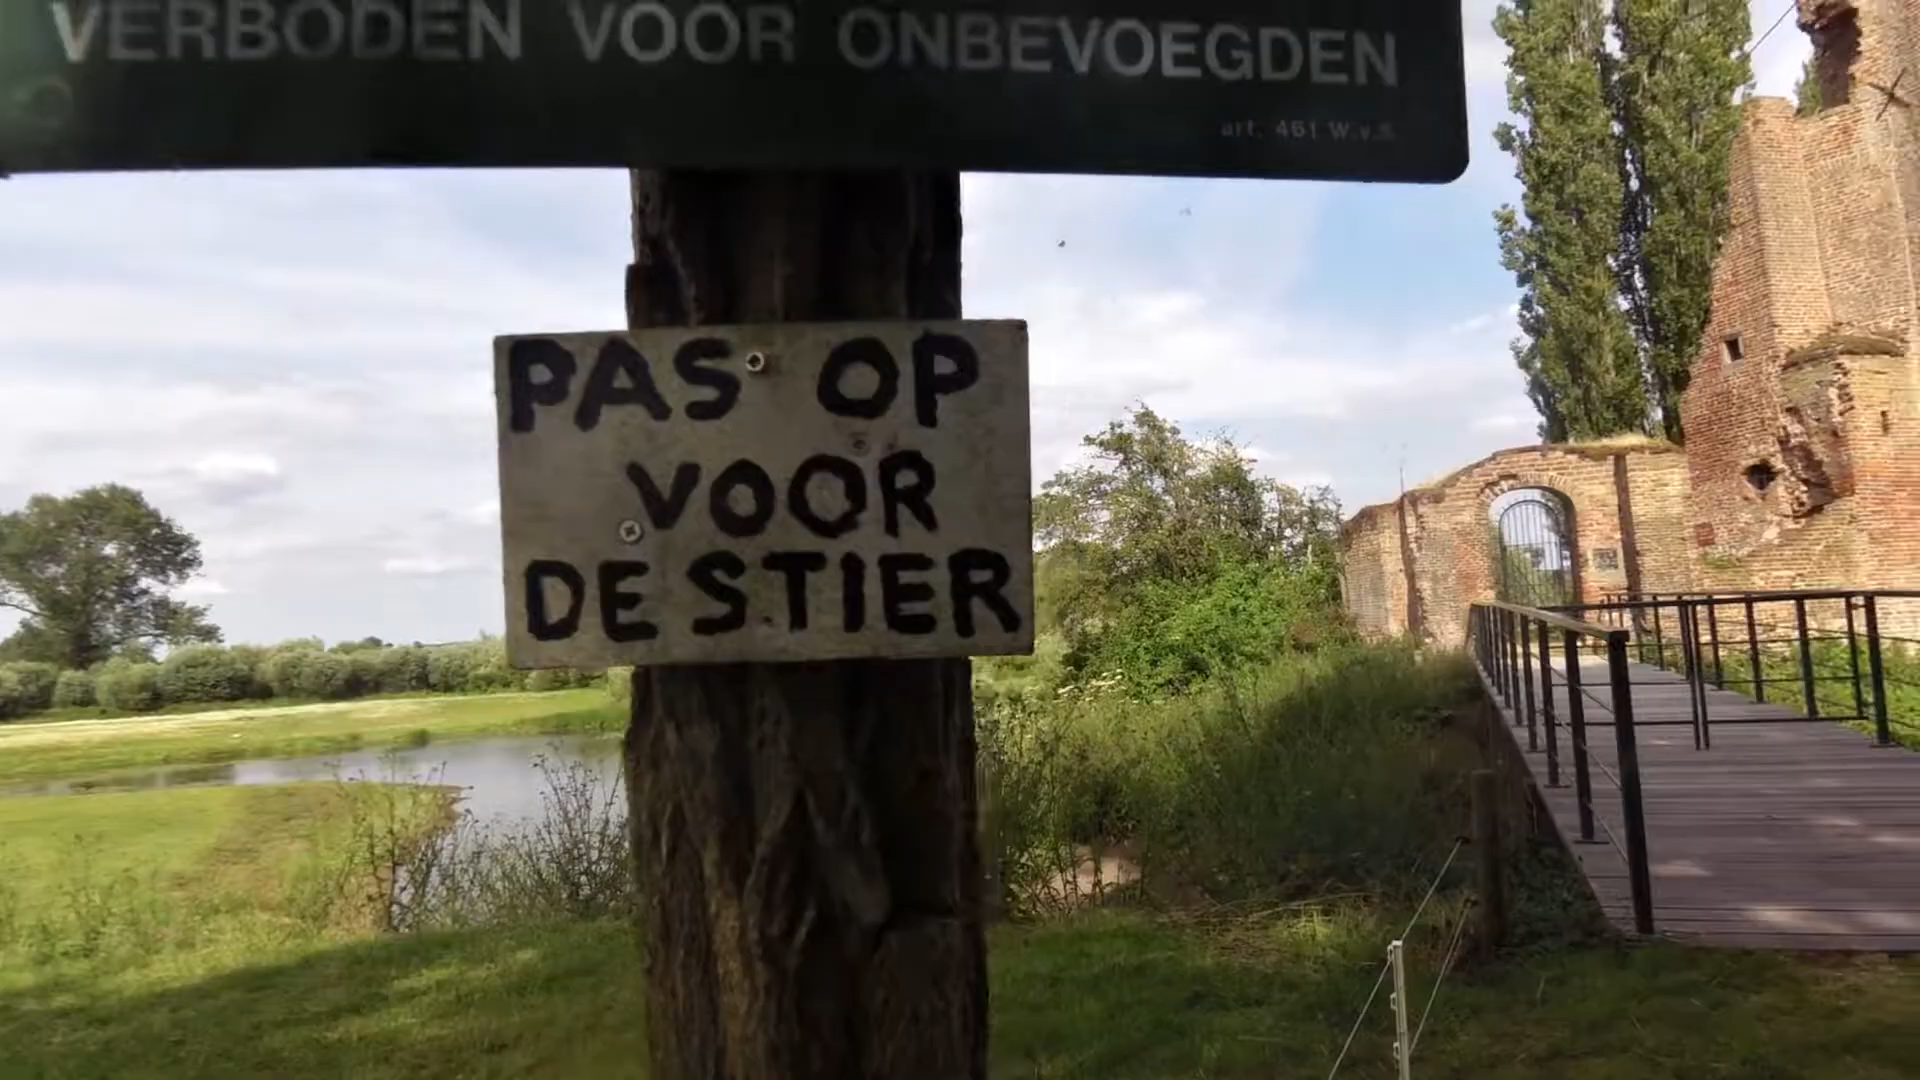 VERBODEN VOOR ONBEVOEGDEN
art. 461 W.v.S.
PAS OP
VOOR
DE STIER